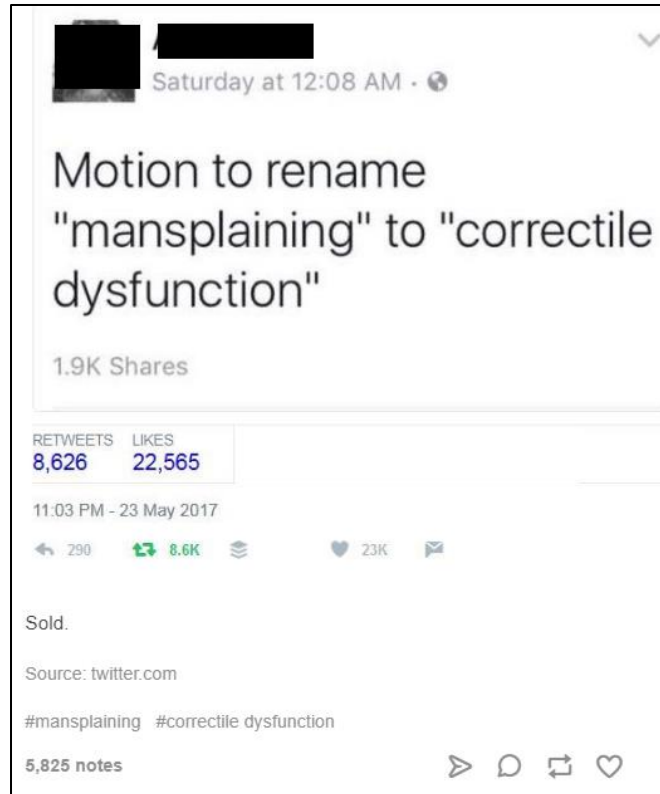 Saturday at 12:08 AM ·
Motion to rename
"mansplaining" to "correctile
dysfunction"
1.9K Shares
RETWEETS LIKES
8,626 22,565
11:03 PM - 23 May 2017
290 8.6K 23K
Sold.
Source: twitter.com
#mansplaining #correctile dysfunction
5,825 notes